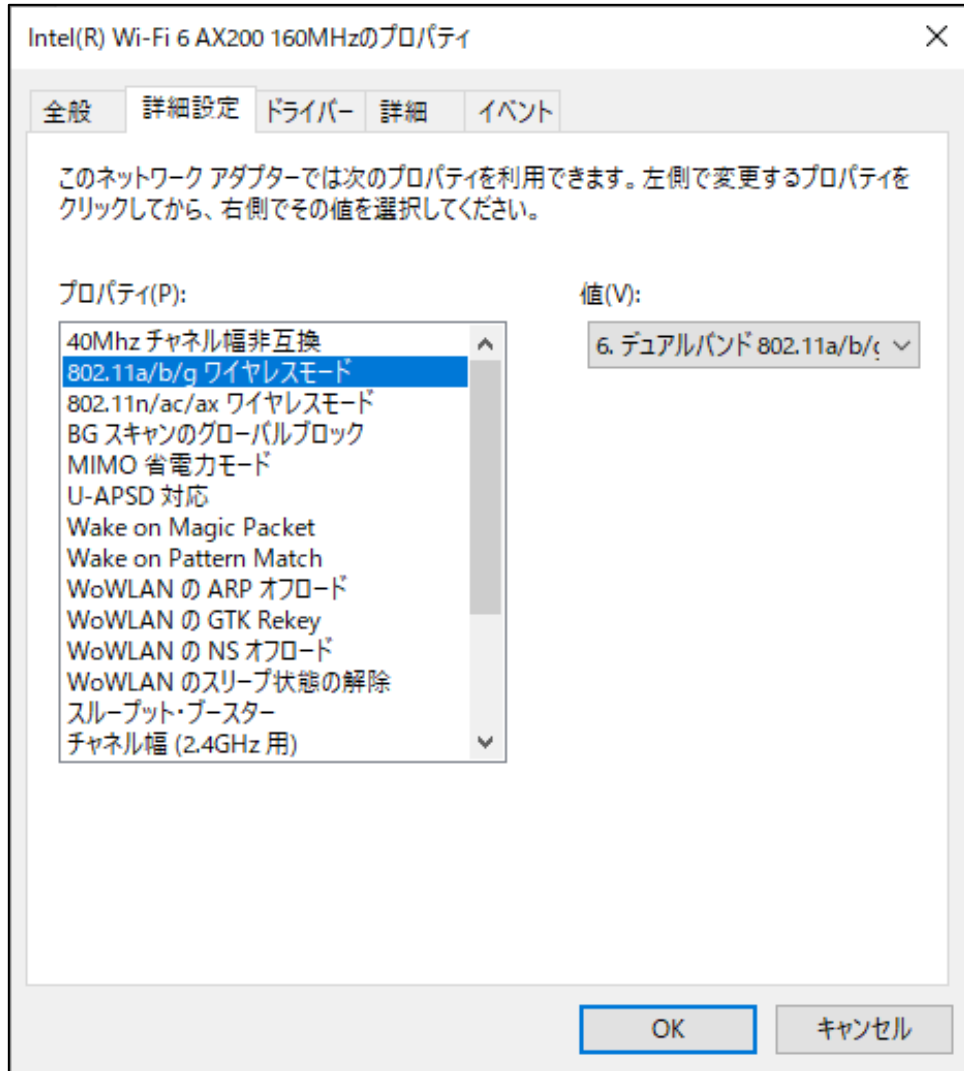 Intel(R) Wi-Fi 6 AX200 160MHzのプロパティ
全般 詳細設定 ドライバー 詳細 イベント
このネットワーク アダプターでは次のプロパティを利用できます。左側で変更するプロパティを
クリックしてから、右側でその値を選択してください。
プロパティ(P):
値(V):
40Mhz チャネル幅非互換
802.11a/b/g ワイヤレスモード
802.11n/ac/ax ワイヤレスモード
BG スキャンのグローバルブロック
MIMO 省電力モード
U-APSD 対応
Wake on Magic Packet
Wake on Pattern Match
WoWLAN の ARP オフロード
WoWLAN の GTK Rekey
WoWLAN の NS オフロード
WoWLAN のスリープ状態の解除
スループット・ブースター
チャネル幅 (2.4GHz 用)
6. デュアルバンド 802.11a/b/g
OK キャンセル